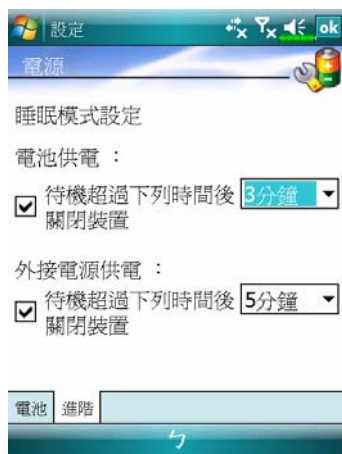 設定
ok
電源
睡眠模式設定
電池供電 :
待機超過下列時間後 3分鐘
關閉裝置
外接電源供電 :
待機超過下列時間後 5分鐘
關閉裝置
電池 進階
ㄅ